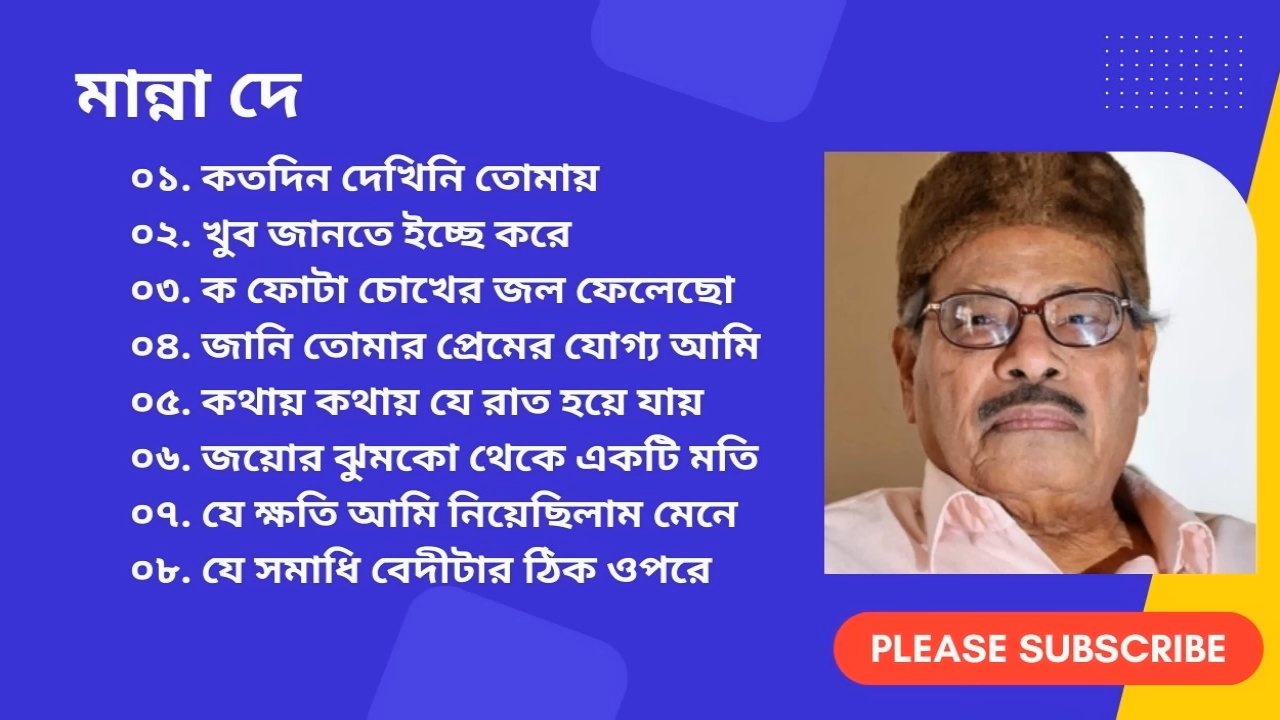 মান্না দে
০১. কতদিন দেখিনি তোমায়
০২. খুব জানতে ইচ্ছে করে
০৩. ক ফোটা চোখের জল ফেলেছো
০৪. জানি তোমার প্রেমের যোগ্য আমি
০৫. কথায় কথায় যে রাত হয়ে যায়
০৬. জয়োর ঝুমকো থেকে একটি মতি
০৭. যে ক্ষতি আমি নিয়েছিলাম মেনে
০৮. যে সমাধি বেদীটার ঠিক ওপরে
PLEASE SUBSCRIBE